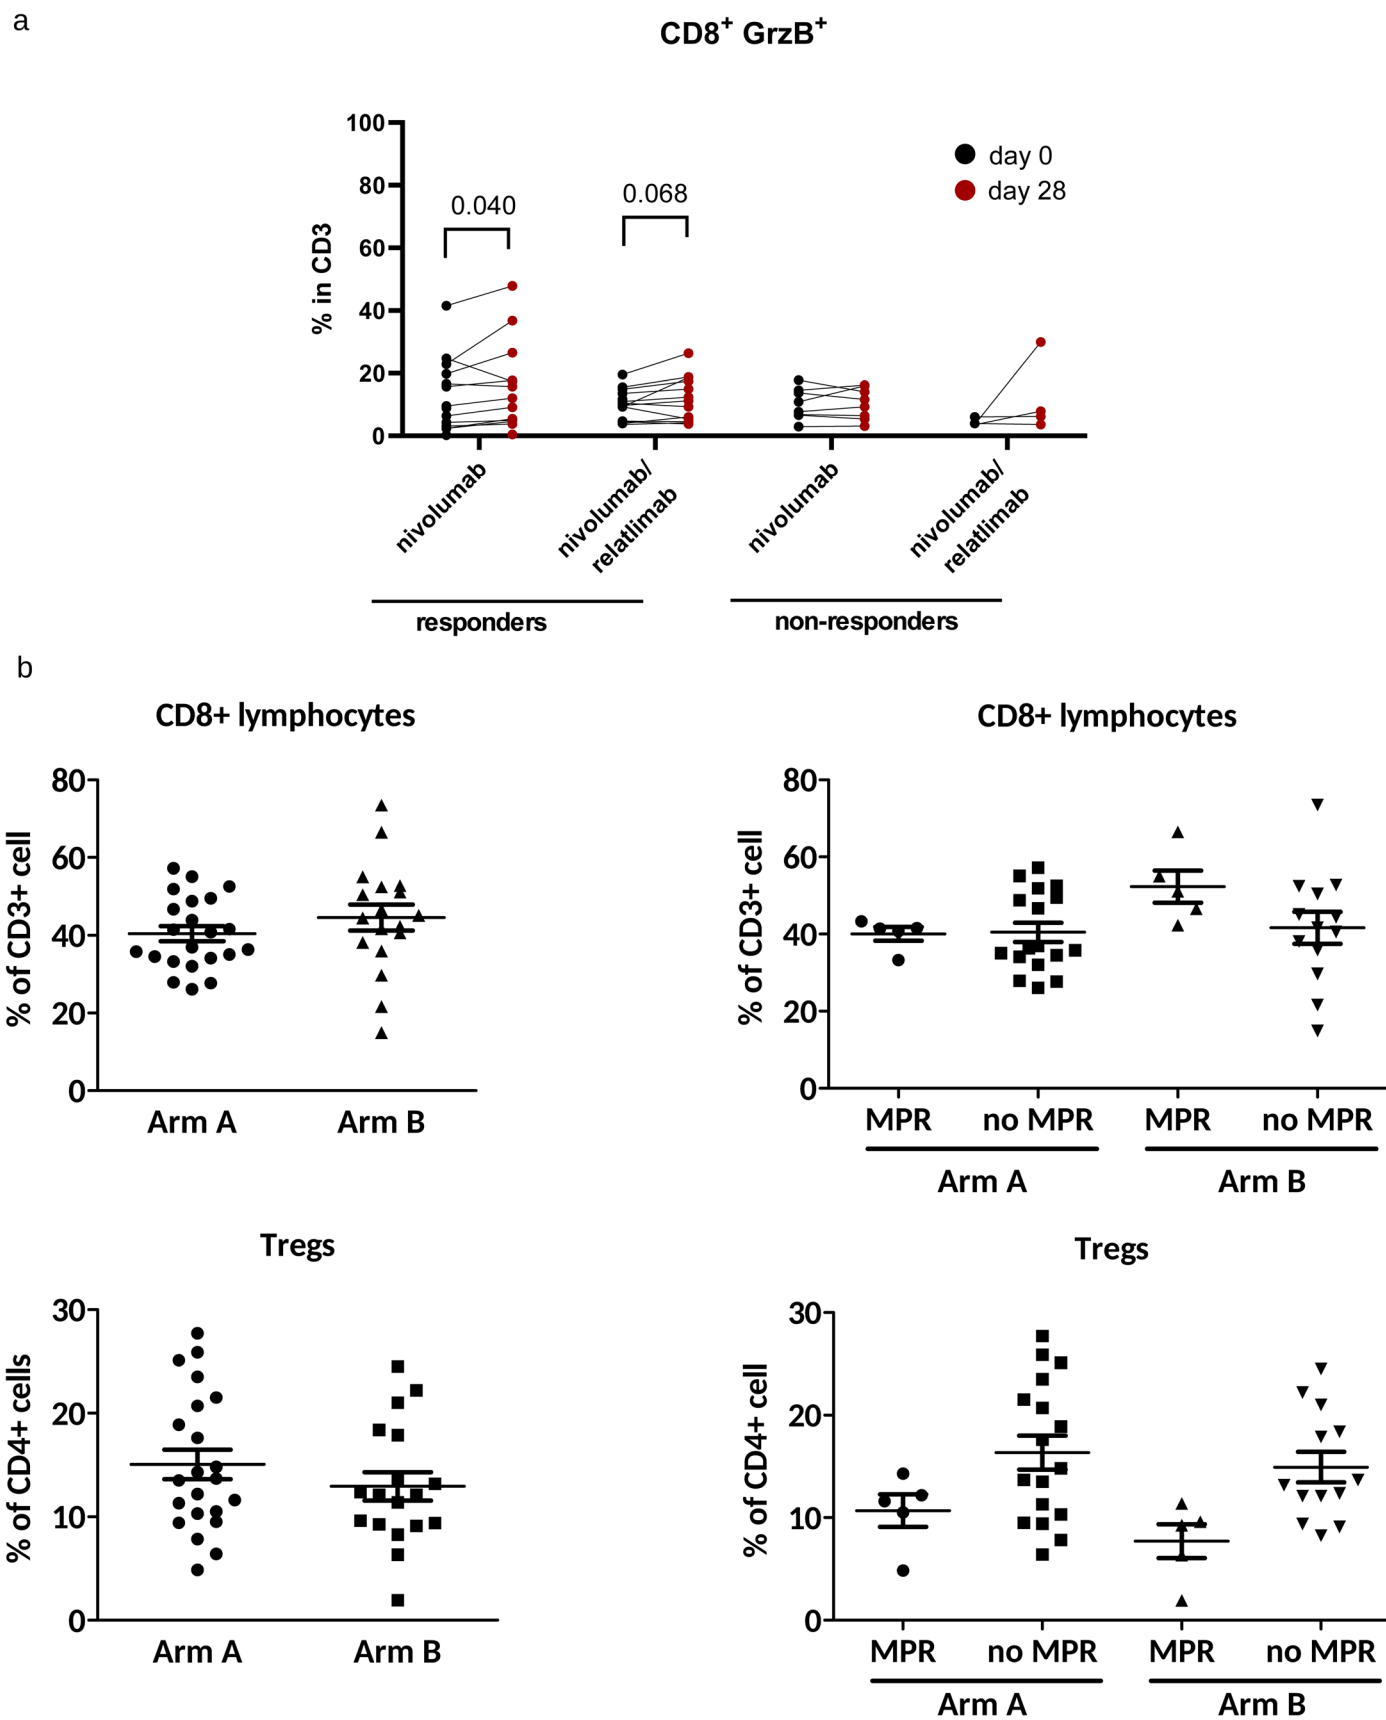 a
CD8+ GrzB+
100
80
60
40
20
0
% in CD3
0.040
0.068
day 0
day 28
nivolumab
nivolumab/
relatlimab
nivolumab
nivolumab/
relatlimab
responders
non-responders
b
CD8+ lymphocytes
80
60
40
20
0
% of CD3+ cell
Arm A
Arm B
CD8+ lymphocytes
80
60
40
20
0
% of CD3+ cell
MPR
no MPR
MPR
no MPR
Arm A
Arm B
Tregs
30
20
10
0
% of CD4+ cells
Arm A
Arm B
Tregs
30
20
10
0
% of CD4+ cell
MPR
no MPR
MPR
no MPR
Arm A
Arm B